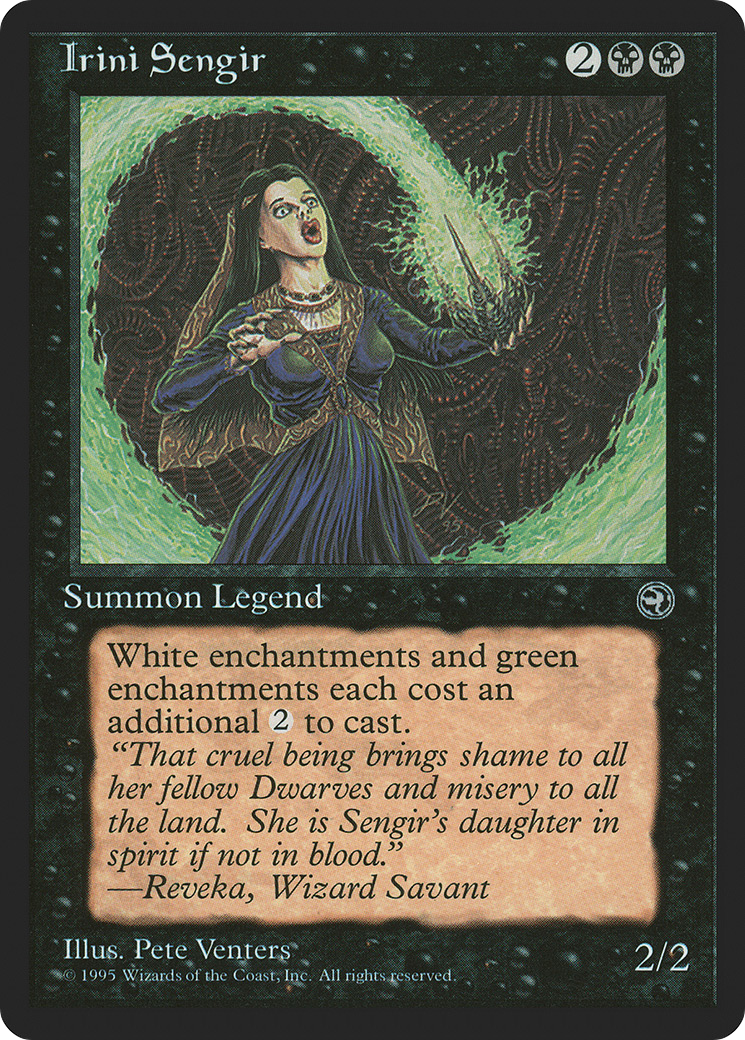 Irini Sengir
2
Summon Legend
White enchantments and green
enchantments each cost an
additional 2 to cast.
“That cruel being brings shame to all
her fellow Dwarves and misery to all
the land. She is Sengir’s daughter in
spirit if not in blood.”
—Reveka, Wizard Savant
PV
95
Illus. Pete Venters
2/2
© 1995 Wizards of the Coast, Inc. All rights reserved.